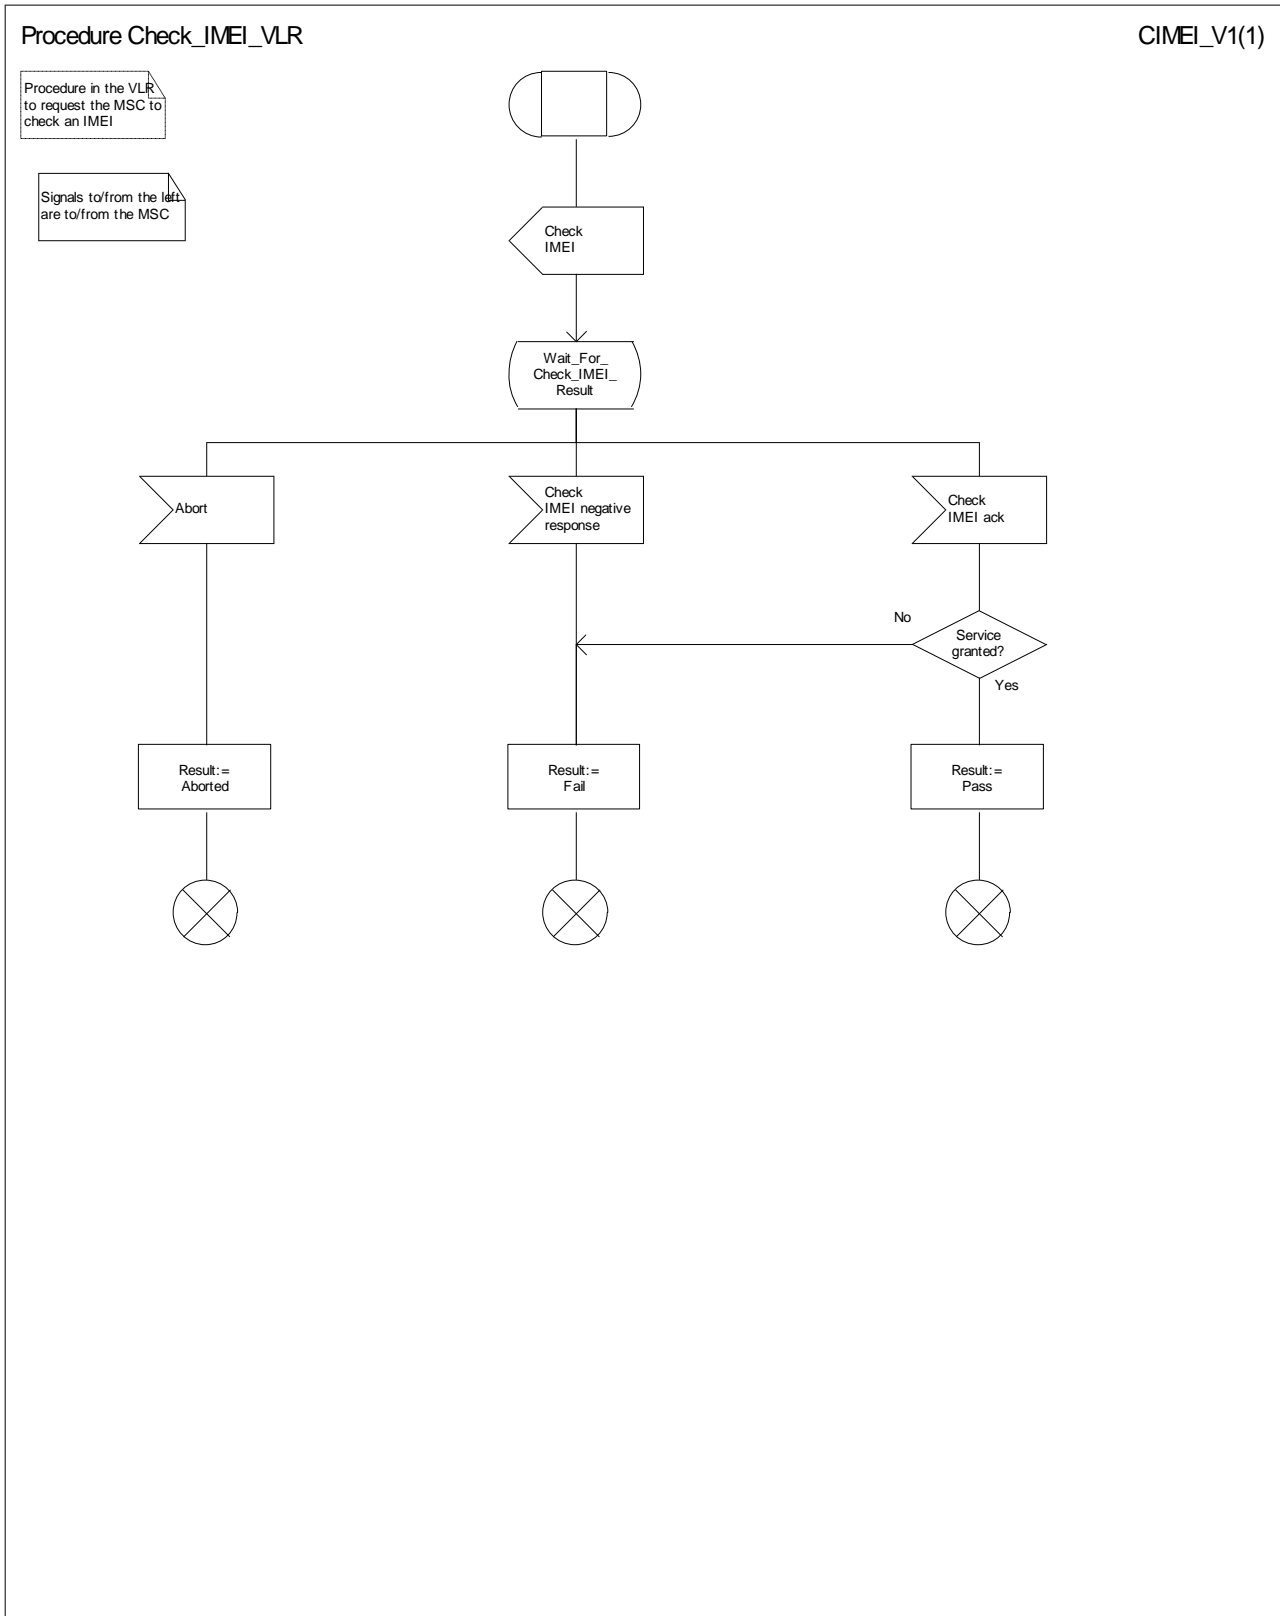 Procedure Check_IMEI_VLR
CIMEI_V1(1)
Procedure in the VLR
to request the MSC to
check an IMEI
Signals to/from the left
are to/from the MSC
Check
IMEI
Wait_For_
Check_IMEI_
Result
Abort
Check
IMEI negative
response
Check
IMEI ack
No
Service
granted?
Yes
Result:=
Aborted
Result:=
Fail
Result:=
Pass